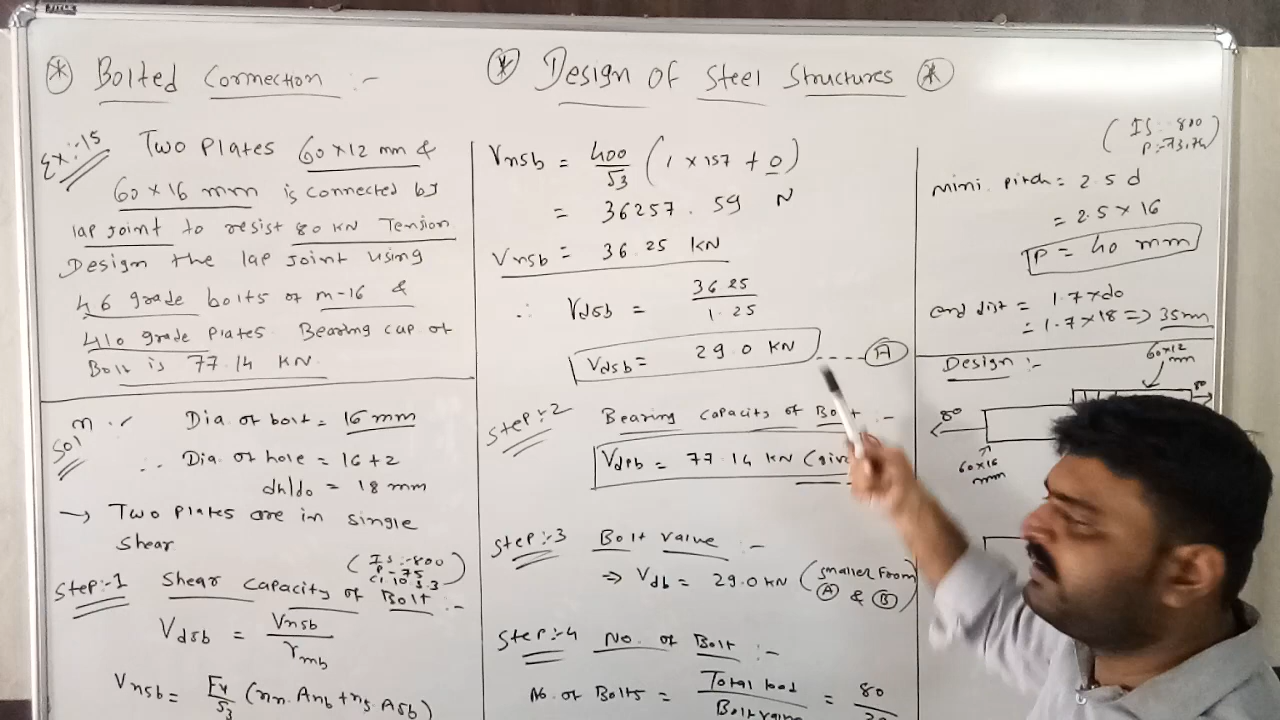 * Bolted Connection :-
* Design of Steel Structures *
Ex:-15 Two Plates 60×12 mm &
60×16 mm is connected by
lap joint to resist 80 kN Tension
Design the lap joint using
4.6 grade bolts of m-16 &
410 grade plates. Bearing cap of
Bolt is 77.14 kN.
Sol^n :- Dia. of bolt = 16 mm
∴ Dia. of hole = 16+2
dh/do = 18 mm
→ Two plates are in single
shear
(IS:-800
P:-75
Cl. 10.3.3)
Step:-1 Shear capacity of Bolt :-
Vdsb = Vnsb / γmb
Vnsb = Fu/√3 (nn.Anb + ns.Asb)
Vnsb = 400/√3 (1×157 + 0)
= 36257.59 N
Vnsb = 36.25 kN
∴ Vdsb = 36.25 / 1.25
Vdsb = 29.0 kN ---- A
Step:-2 Bearing capacity of Bolt :-
Vdpb = 77.14 kN
Step:-3 Bolt value :-
⇒ Vdb = 29.0 kN (smaller from
A & B)
Step:-4 No. of Bolt :-
No. of Bolts = Total load / Bolt value = 80 /
(IS:-800
P:-73,74)
mini. pitch = 2.5 d
= 2.5 × 16
P = 40 mm
end dist = 1.7×do
= 1.7×18 => 35mm
Design :-
60×12
mm
80
80
60×16
mm